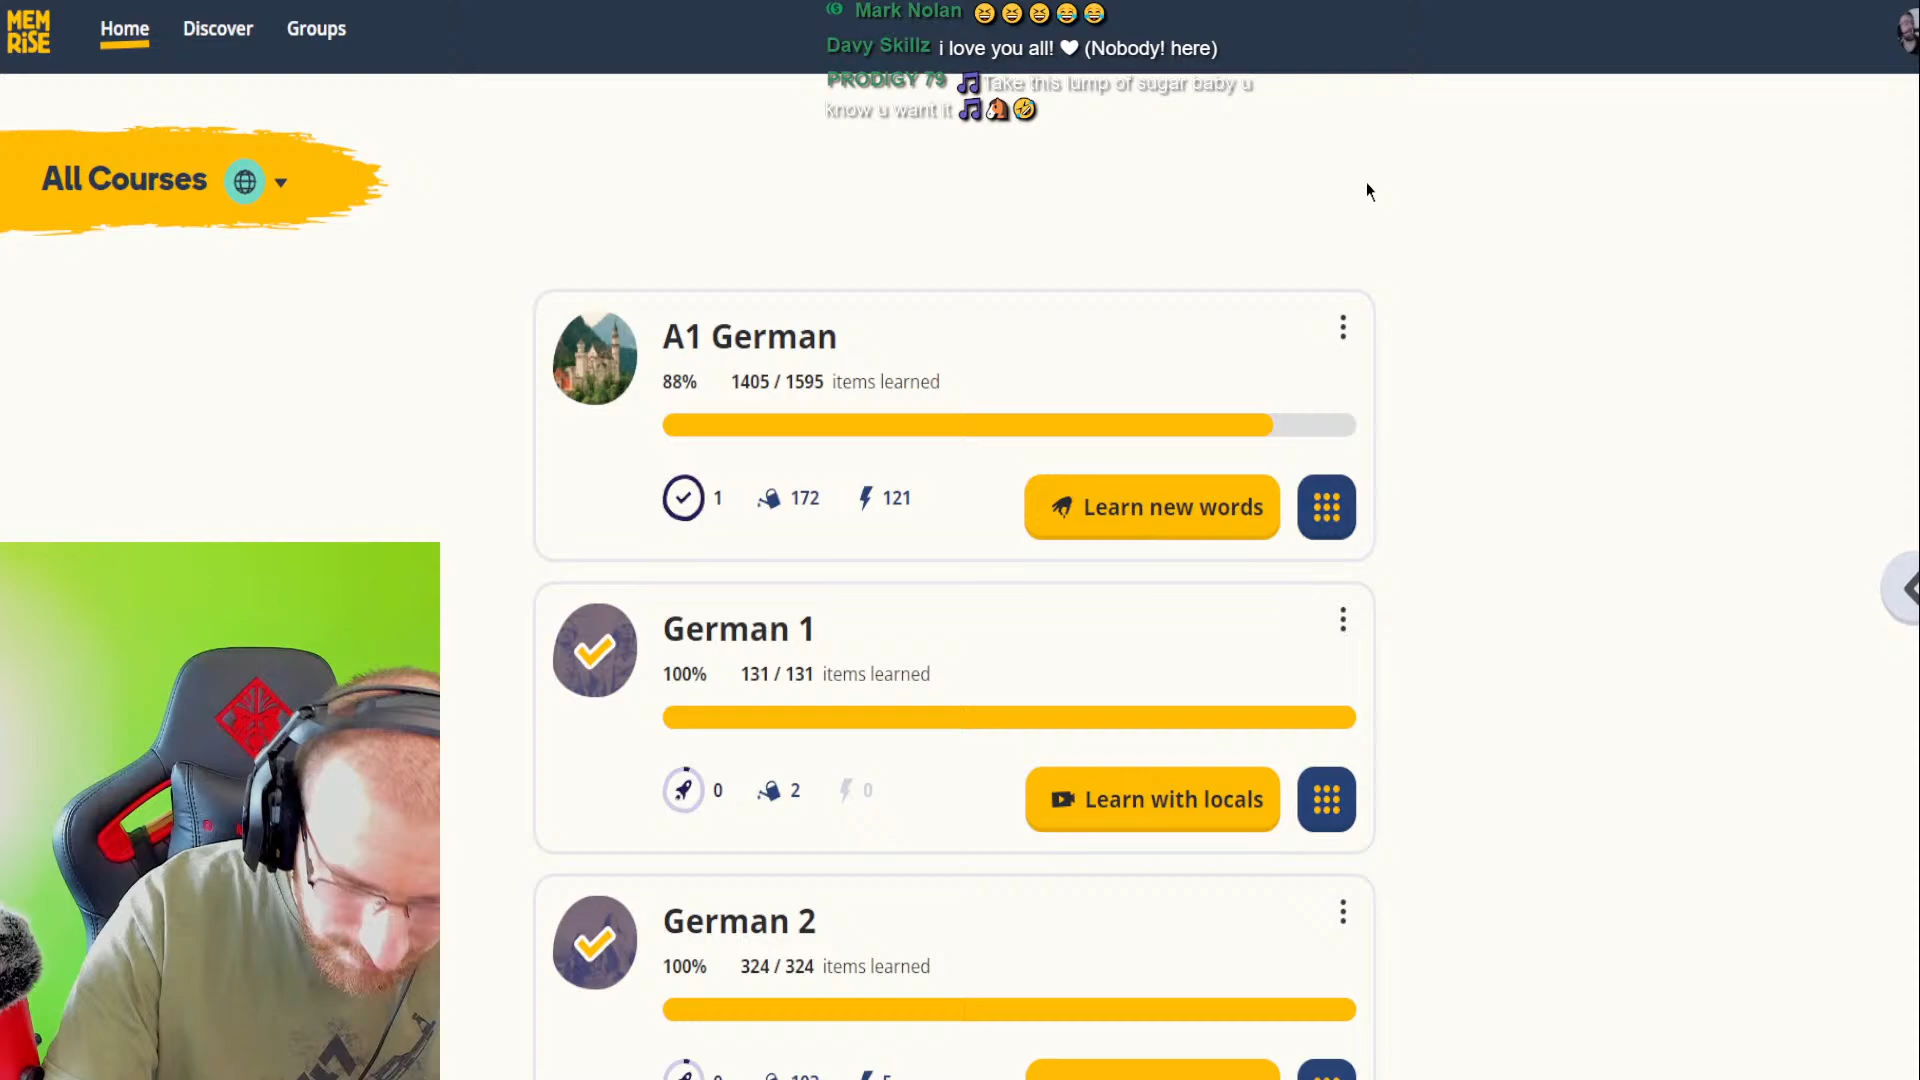 MEM
RiSE
Home
Discover
Groups
Mark Nolan 😆😆😆😂😂
Davy Skillz i love you all! 🤍 (Nobody! here)
PRODIGY 79 🎵Take this lump of sugar baby u
know u want it 🎵🐴🤣
All Courses
A1 German
88% 1405 / 1595 items learned
1 172 121
Learn new words
German 1
100% 131 / 131 items learned
0 2 0
Learn with locals
German 2
100% 324 / 324 items learned